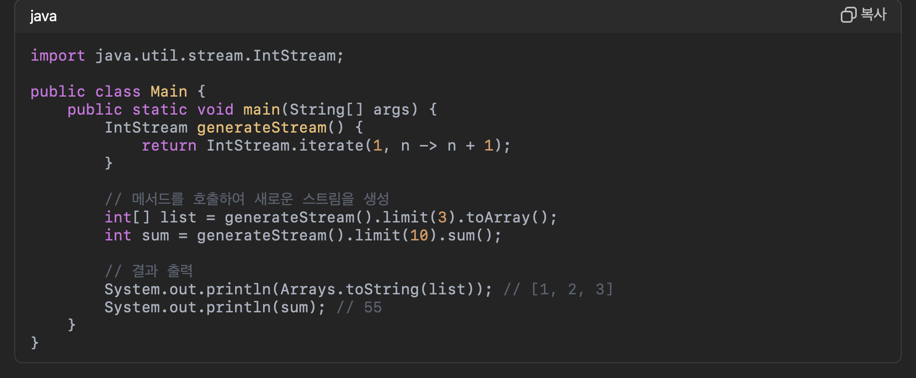 java
복사
import java.util.stream.IntStream;
public class Main {
public static void main(String[] args) {
IntStream generateStream() {
return IntStream.iterate(1, n -> n + 1);
}
// 메서드를 호출하여 새로운 스트림을 생성
int[] list = generateStream().limit(3).toArray();
int sum = generateStream().limit(10).sum();
// 결과 출력
System.out.println(Arrays.toString(list)); // [1, 2, 3]
System.out.println(sum); // 55
}
}